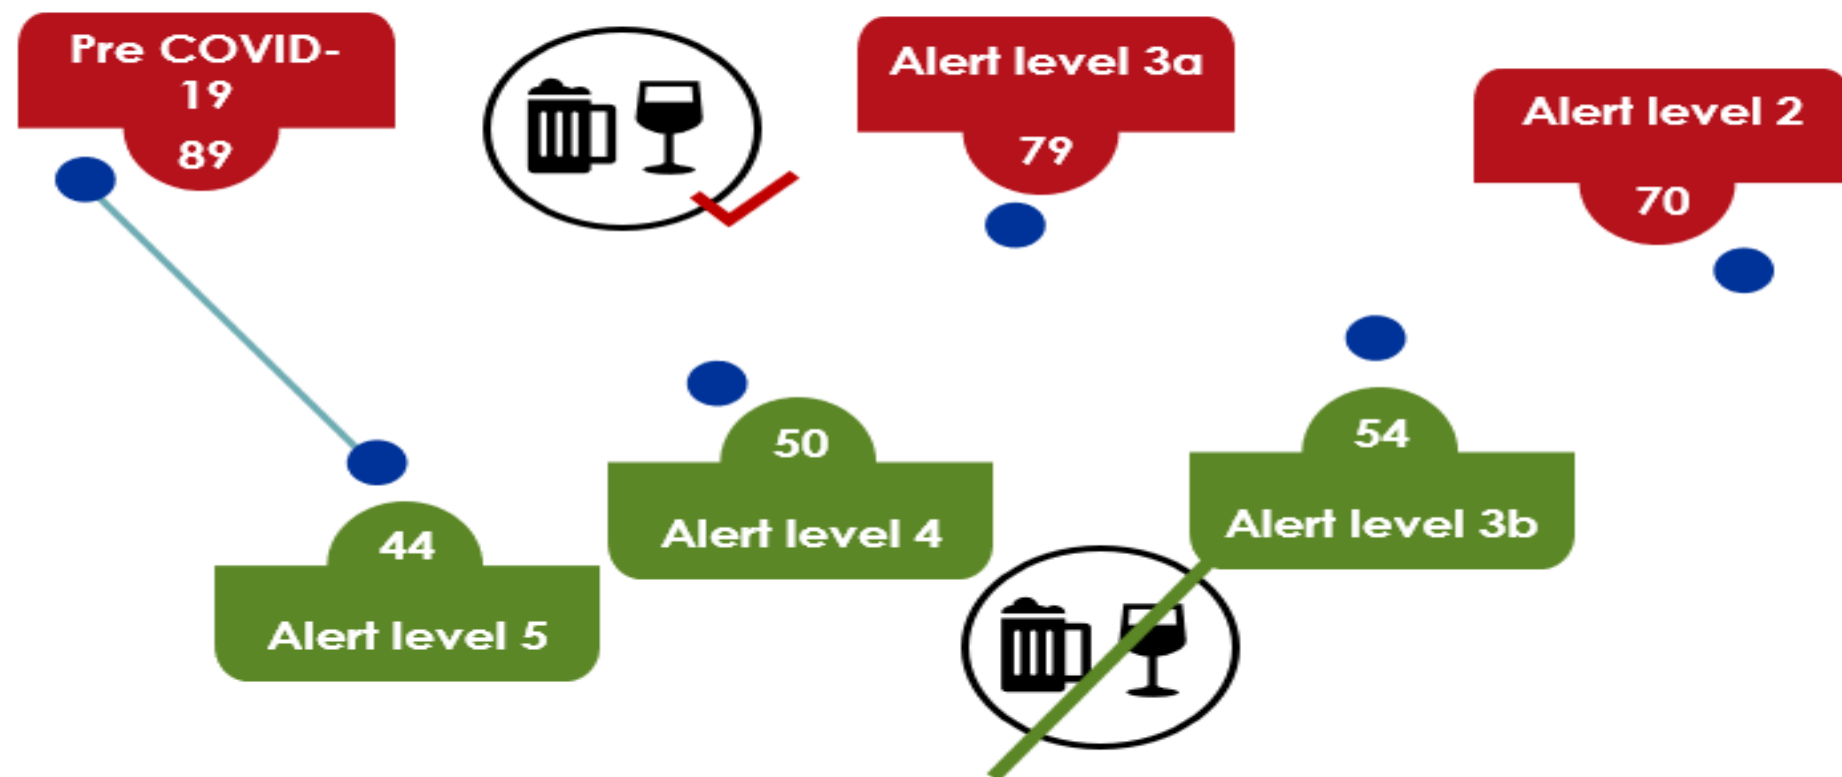 Pre COVID-
19
89
Alert level 3a
79
Alert level 2
70
50
Alert level 4
54
Alert level 3b
44
Alert level 5